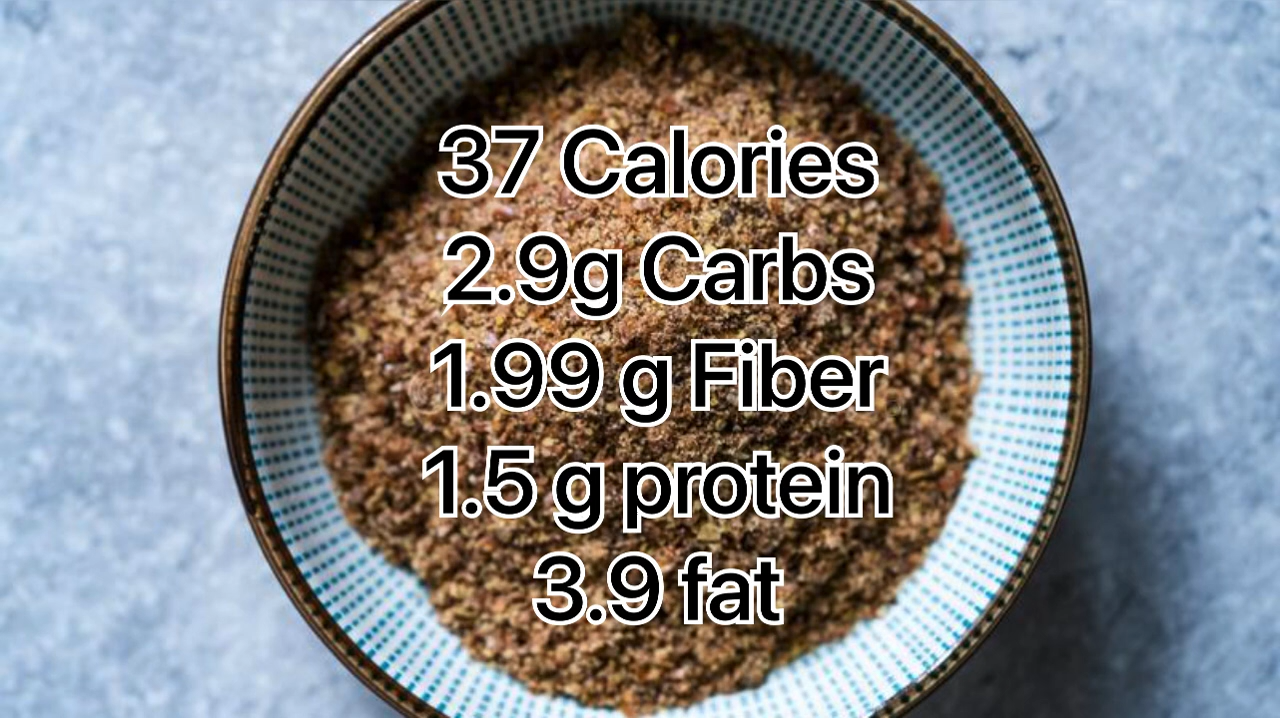 37 Calories
2.9g Carbs
1.99 g Fiber
1.5 g protein
3.9 fat